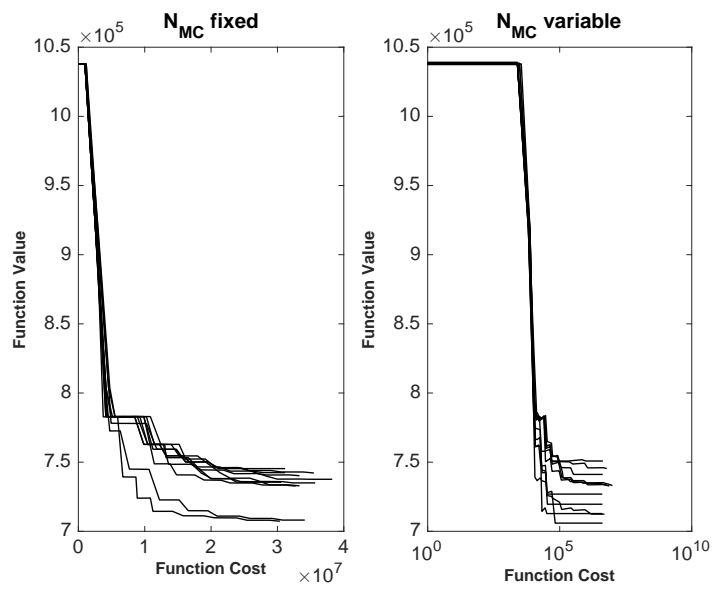 N_MC fixed
×10^5
10.5
10
9.5
9
8.5
8
7.5
7
Function Value
0 1 2 3 4
Function Cost
×10^7
N_MC variable
×10^5
10.5
10
9.5
9
8.5
8
7.5
7
Function Value
10^0 10^5 10^10
Function Cost